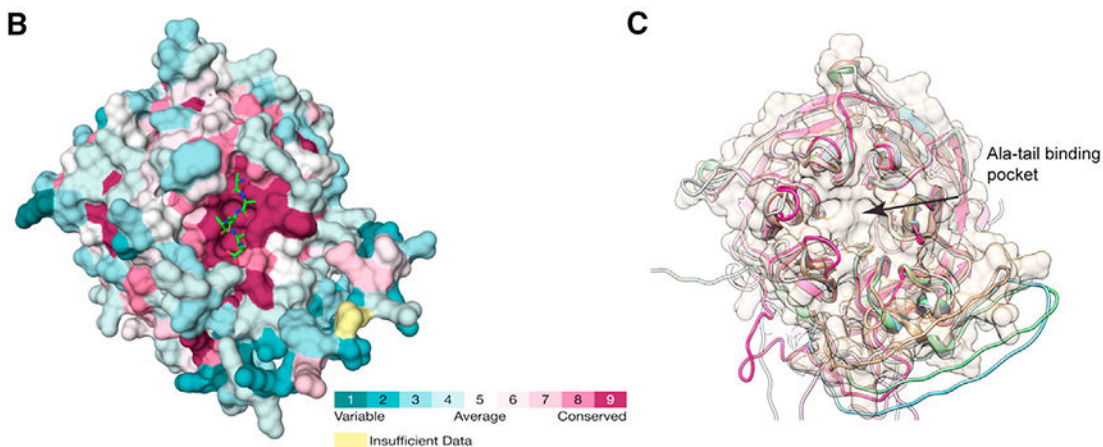 B
C
Ala-tail binding
pocket
1 2 3 4 5 6 7 8 9
Variable Average Conserved
Insufficient Data